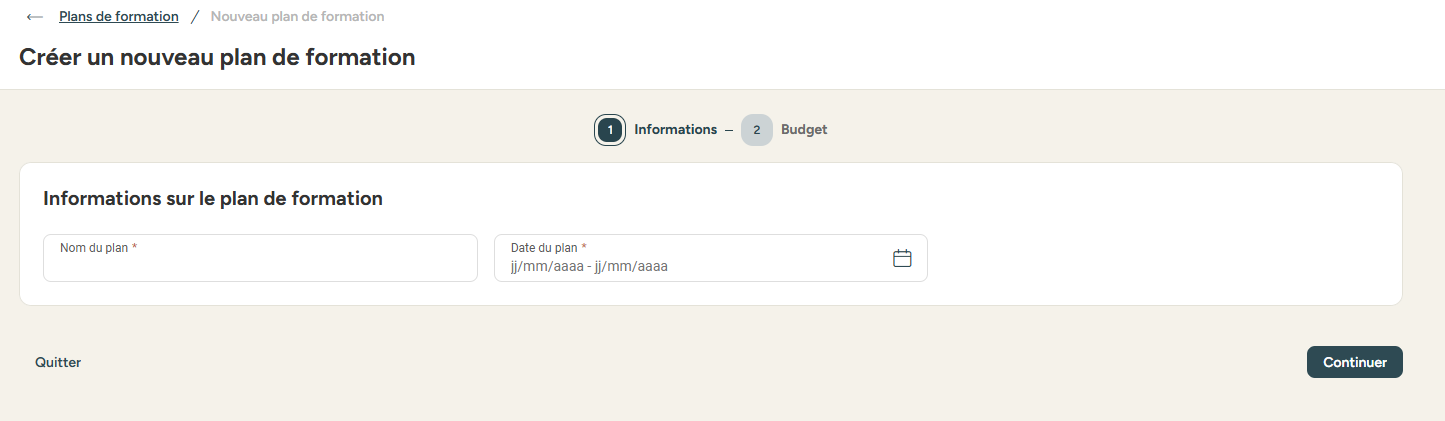 ← Plans de formation / Nouveau plan de formation
Créer un nouveau plan de formation
1 Informations – 2 Budget
Informations sur le plan de formation
Nom du plan * Date du plan *
jj/mm/aaaa - jj/mm/aaaa
Quitter Continuer